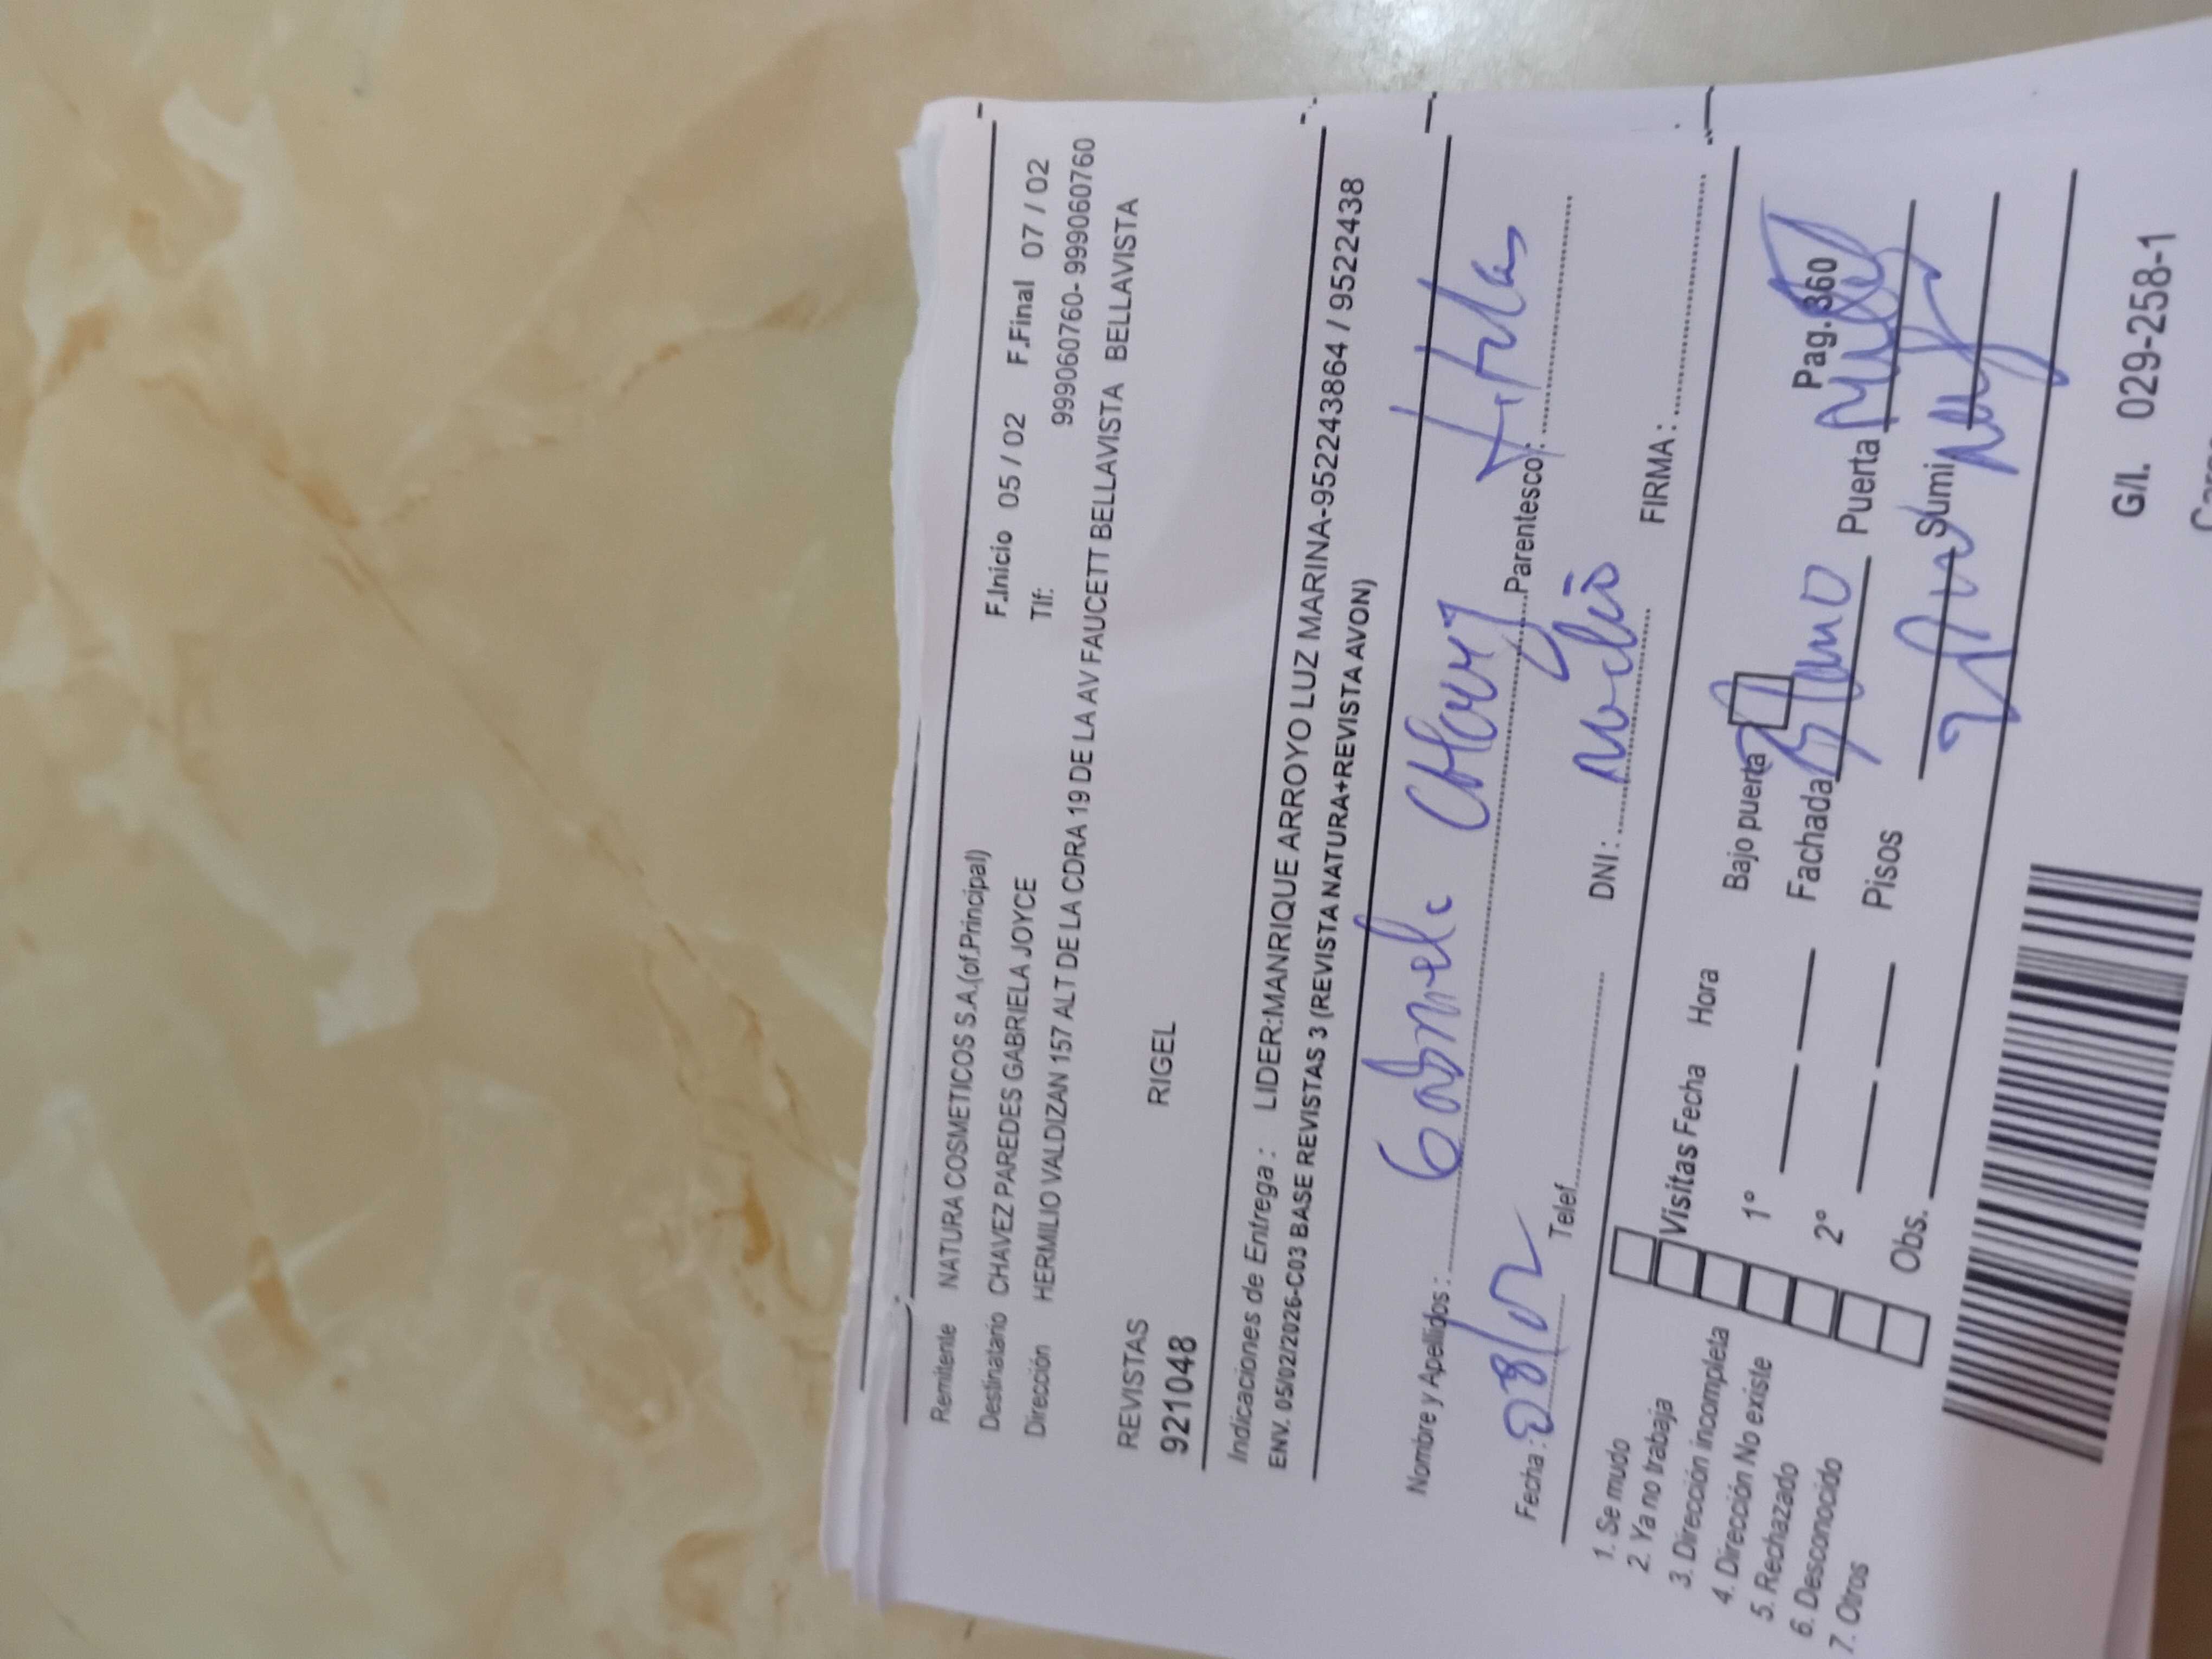 F.Inicio 05 / 02 F.Final 07 / 02
Remitente NATURA COSMETICOS S.A.(of.Principal)
Tlf: 999060760- 999060760
Destinatario CHAVEZ PAREDES GABRIELA JOYCE
Dirección HERMILIO VALDIZAN 157 ALT DE LA CDRA 19 DE LA AV FAUCETT BELLAVISTA BELLAVISTA
REVISTAS RIGEL
921048
Indicaciones de Entrega : LIDER:MANRIQUE ARROYO LUZ MARINA-952243864 / 9522438
ENV. 05/02/2026-C03 BASE REVISTAS 3 (REVISTA NATURA+REVISTA AVON)
Nombre y Apellidos : Parentesco :
Fecha : 08/02 Telef. DNI : FIRMA :
1. Se mudo
2. Ya no trabaja
3. Dirección incompleta
4. Dirección No existe
5. Rechazado
6. Desconocido
7. Otros
Visitas Fecha Hora Bajo puerta
1° Fachada Puerta Pag. 360
2° Pisos Sumi
Obs.
G/I. 029-258-1